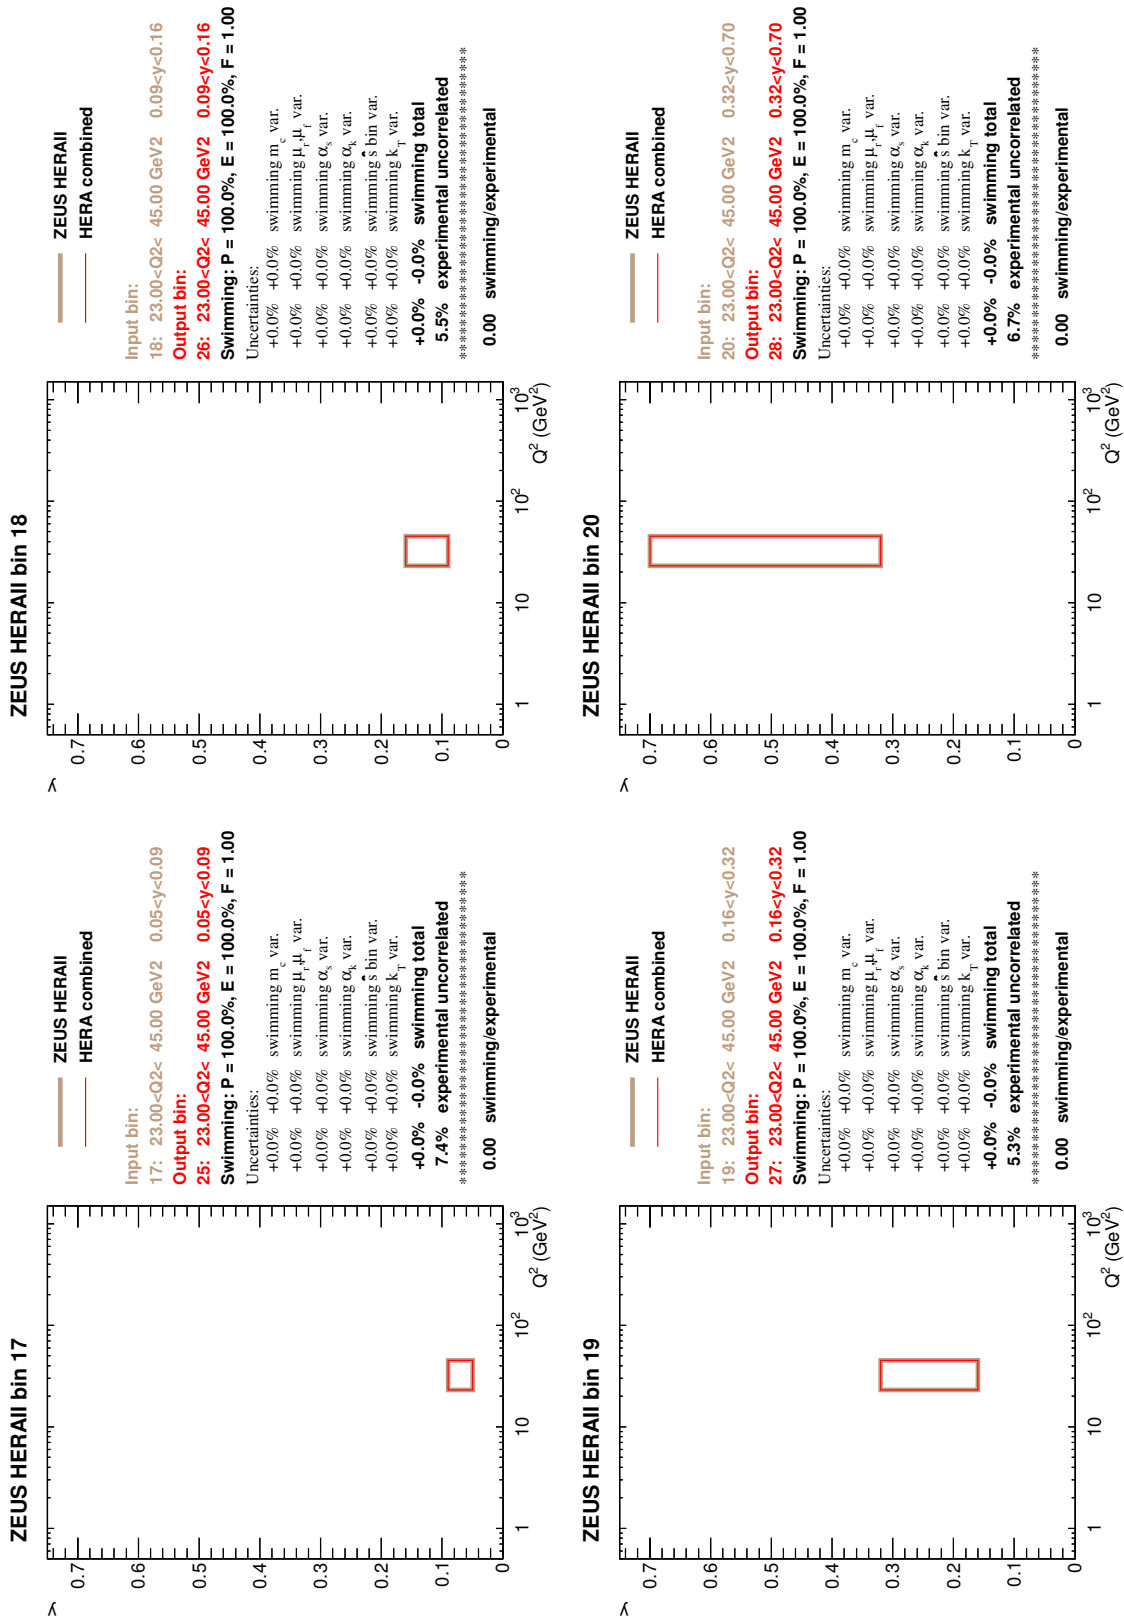 ZEUS HERAII bin 17
y
0.7
0.6
0.5
0.4
0.3
0.2
0.1
0
1
10
10²
10³
Q² (GeV²)
ZEUS HERAII
HERA combined
Input bin:
17: 23.00<Q2< 45.00 GeV2 0.05<y<0.09
Output bin:
25: 23.00<Q2< 45.00 GeV2 0.05<y<0.09
Swimming: P = 100.0%, E = 100.0%, F = 1.00
Uncertainties:
+0.0% +0.0% swimming m_c var.
+0.0% +0.0% swimming μ_r,μ_f var.
+0.0% +0.0% swimming α_s var.
+0.0% +0.0% swimming α_k var.
+0.0% +0.0% swimming ŝ bin var.
+0.0% +0.0% swimming k_T var.
+0.0% -0.0% swimming total
7.4% experimental uncorrelated
****************************************
0.00 swimming/experimental
ZEUS HERAII bin 18
y
0.7
0.6
0.5
0.4
0.3
0.2
0.1
0
1
10
10²
10³
Q² (GeV²)
ZEUS HERAII
HERA combined
Input bin:
18: 23.00<Q2< 45.00 GeV2 0.09<y<0.16
Output bin:
26: 23.00<Q2< 45.00 GeV2 0.09<y<0.16
Swimming: P = 100.0%, E = 100.0%, F = 1.00
Uncertainties:
+0.0% +0.0% swimming m_c var.
+0.0% +0.0% swimming μ_r,μ_f var.
+0.0% +0.0% swimming α_s var.
+0.0% +0.0% swimming α_k var.
+0.0% +0.0% swimming ŝ bin var.
+0.0% +0.0% swimming k_T var.
+0.0% -0.0% swimming total
5.5% experimental uncorrelated
****************************************
0.00 swimming/experimental
ZEUS HERAII bin 19
y
0.7
0.6
0.5
0.4
0.3
0.2
0.1
0
1
10
10²
10³
Q² (GeV²)
ZEUS HERAII
HERA combined
Input bin:
19: 23.00<Q2< 45.00 GeV2 0.16<y<0.32
Output bin:
27: 23.00<Q2< 45.00 GeV2 0.16<y<0.32
Swimming: P = 100.0%, E = 100.0%, F = 1.00
Uncertainties:
+0.0% +0.0% swimming m_c var.
+0.0% +0.0% swimming μ_r,μ_f var.
+0.0% +0.0% swimming α_s var.
+0.0% +0.0% swimming α_k var.
+0.0% +0.0% swimming ŝ bin var.
+0.0% +0.0% swimming k_T var.
+0.0% -0.0% swimming total
5.3% experimental uncorrelated
****************************************
0.00 swimming/experimental
ZEUS HERAII bin 20
y
0.7
0.6
0.5
0.4
0.3
0.2
0.1
0
1
10
10²
10³
Q² (GeV²)
ZEUS HERAII
HERA combined
Input bin:
20: 23.00<Q2< 45.00 GeV2 0.32<y<0.70
Output bin:
28: 23.00<Q2< 45.00 GeV2 0.32<y<0.70
Swimming: P = 100.0%, E = 100.0%, F = 1.00
Uncertainties:
+0.0% +0.0% swimming m_c var.
+0.0% +0.0% swimming μ_r,μ_f var.
+0.0% +0.0% swimming α_s var.
+0.0% +0.0% swimming α_k var.
+0.0% +0.0% swimming ŝ bin var.
+0.0% +0.0% swimming k_T var.
+0.0% -0.0% swimming total
6.7% experimental uncorrelated
****************************************
0.00 swimming/experimental